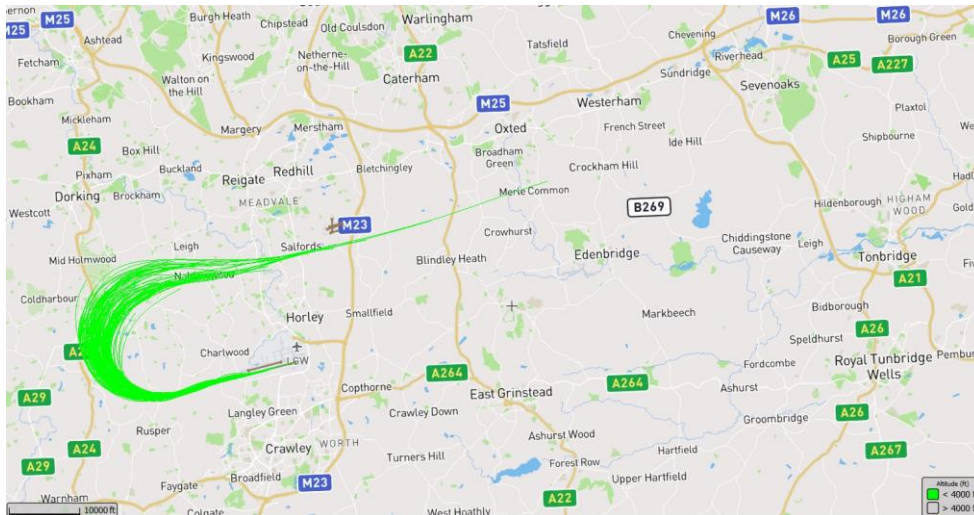 M25
Ashtead
Fetcham
Burgh Heath
Chipstead
Old Coulsdon
Warlingham
Kingswood
Netherne-
on-the-Hill
A22
Caterham
Tatsfield
Chevening
M26
M26
Borough Green
Riverhead
A25
A227
Sundridge
Sevenoaks
Bookham
Walton on
the Hill
M25
Westerham
Plaxtol
Mickleham
Margery
Merstham
Oxted
French Street
Shipbourne
A24
Box Hill
Broadham
Green
Ide Hill
Pixham
Buckland
Reigate
Redhill
Bletchingley
Crockham Hill
Dorking
Brockham
MEADVALE
Merle Common
B269
Hildenborough
HIGHAM
WOOD
Westcott
M23
Crowhurst
Chiddingstone
Causeway
Leigh
Leigh
Salfords
Mid Holmwood
Blindley Heath
Edenbridge
Tonbridge
A21
Coldharbour
Horley
Smallfield
Markbeech
Bidborough
A26
Speldhurst
Charlwood
LGW
Fordcombe
Royal Tunbridge
Wells
A29
Copthorne
A264
A264
Ashurst
East Grinstead
Langley Green
Crawley Down
Groombridge
A26
Rusper
A24
Crawley
WORTH
Ashurst Wood
Turners Hill
Hartfield
A267
A29
Forest Row
Faygate
Broadfield
M23
Upper Hartfield
Warnham
A22
Colgate
West Hoathly
10000 ft
Altitude (ft)
< 4000
> 4000